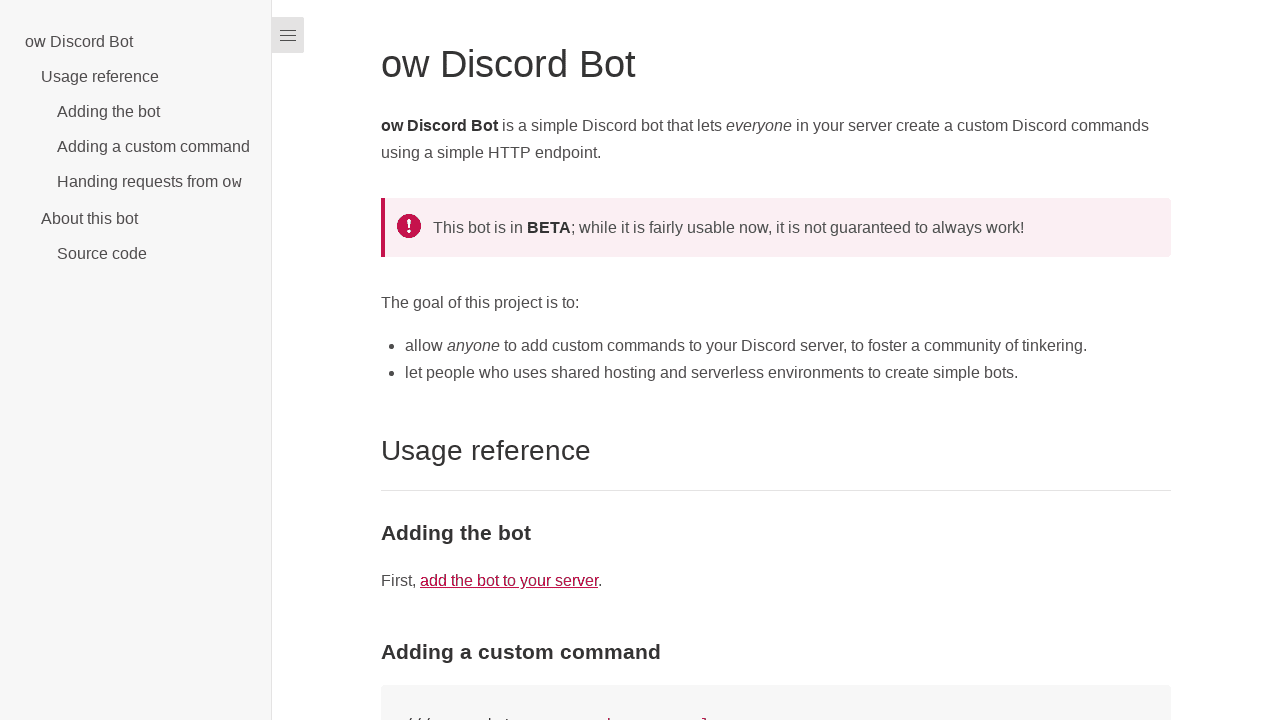 ow Discord Bot
Usage reference
Adding the bot
Adding a custom command
Handing requests from ow
About this bot
Source code
ow Discord Bot
ow Discord Bot is a simple Discord bot that lets everyone in your server create a custom Discord commands
using a simple HTTP endpoint.
This bot is in BETA; while it is fairly usable now, it is not guaranteed to always work!
The goal of this project is to:
allow anyone to add custom commands to your Discord server, to foster a community of tinkering.
let people who uses shared hosting and serverless environments to create simple bots.
Usage reference
Adding the bot
First, add the bot to your server.
Adding a custom command